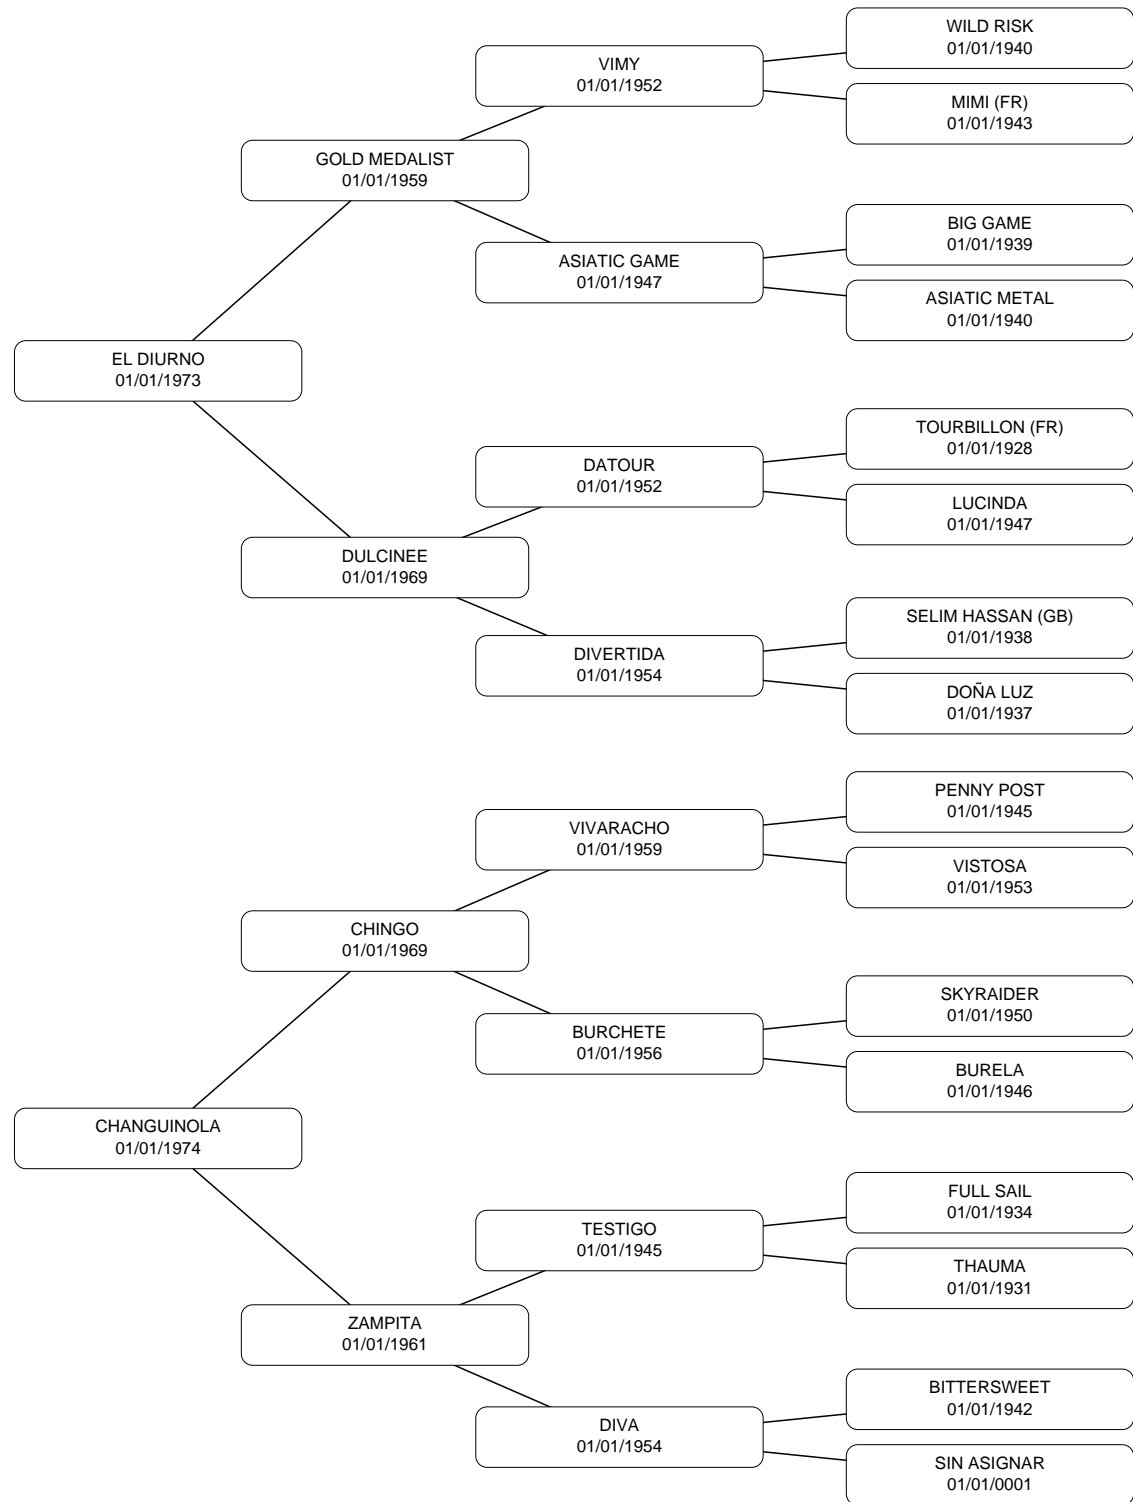 WILD RISK
01/01/1940
VIMY
01/01/1952
MIMI (FR)
01/01/1943
GOLD MEDALIST
01/01/1959
BIG GAME
01/01/1939
ASIATIC GAME
01/01/1947
ASIATIC METAL
01/01/1940
EL DIURNO
01/01/1973
TOURBILLON (FR)
01/01/1928
DATOUR
01/01/1952
LUCINDA
01/01/1947
DULCINEE
01/01/1969
SELIM HASSAN (GB)
01/01/1938
DIVERTIDA
01/01/1954
DOÑA LUZ
01/01/1937
PENNY POST
01/01/1945
VIVARACHO
01/01/1959
VISTOSA
01/01/1953
CHINGO
01/01/1969
SKYRAIDER
01/01/1950
BURCHETE
01/01/1956
BURELA
01/01/1946
CHANGUINOLA
01/01/1974
FULL SAIL
01/01/1934
TESTIGO
01/01/1945
THAUMA
01/01/1931
ZAMPITA
01/01/1961
BITTERSWEET
01/01/1942
DIVA
01/01/1954
SIN ASIGNAR
01/01/0001